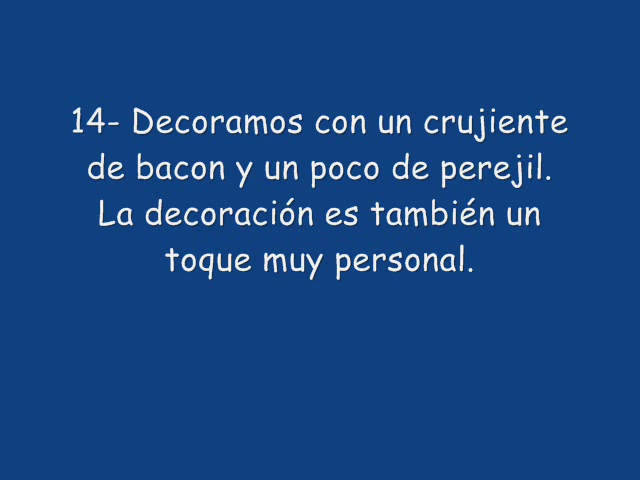 14- Decoramos con un crujiente
de bacon y un poco de perejil.
La decoración es también un
toque muy personal.